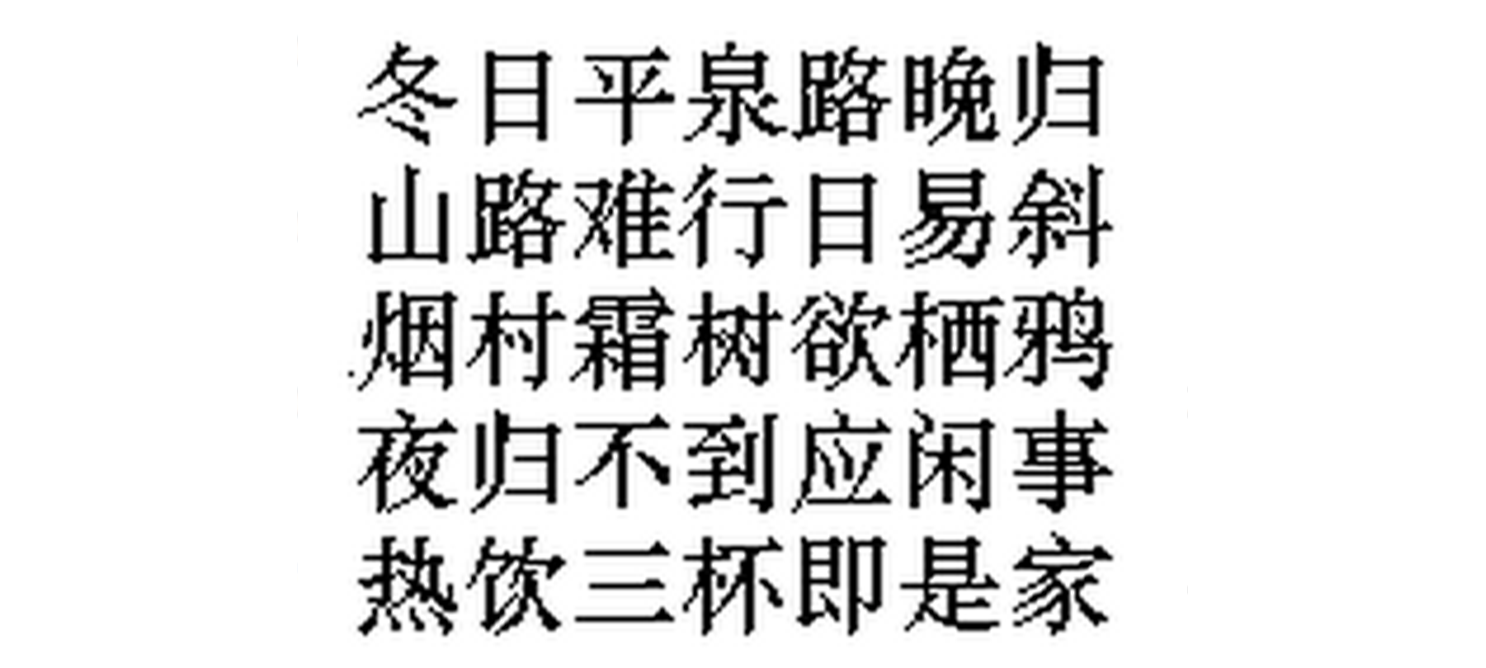 冬日平泉路晚归
山路难行日易斜
烟村霜树欲栖鸦
夜归不到应闲事
热饮三杯即是家